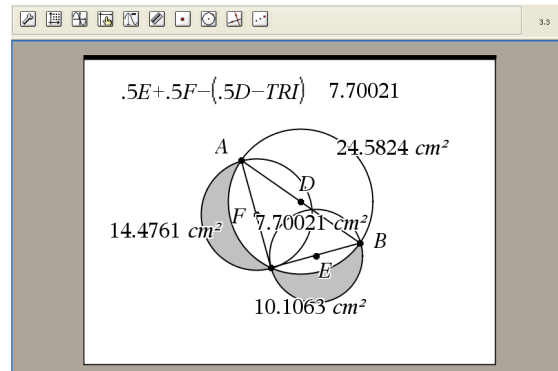 3.3
.5E+.5F−(.5D−TRI) 7.70021
A
24.5824 cm²
D
F 7.70021 cm²
14.4761 cm²
B
E
10.1063 cm²